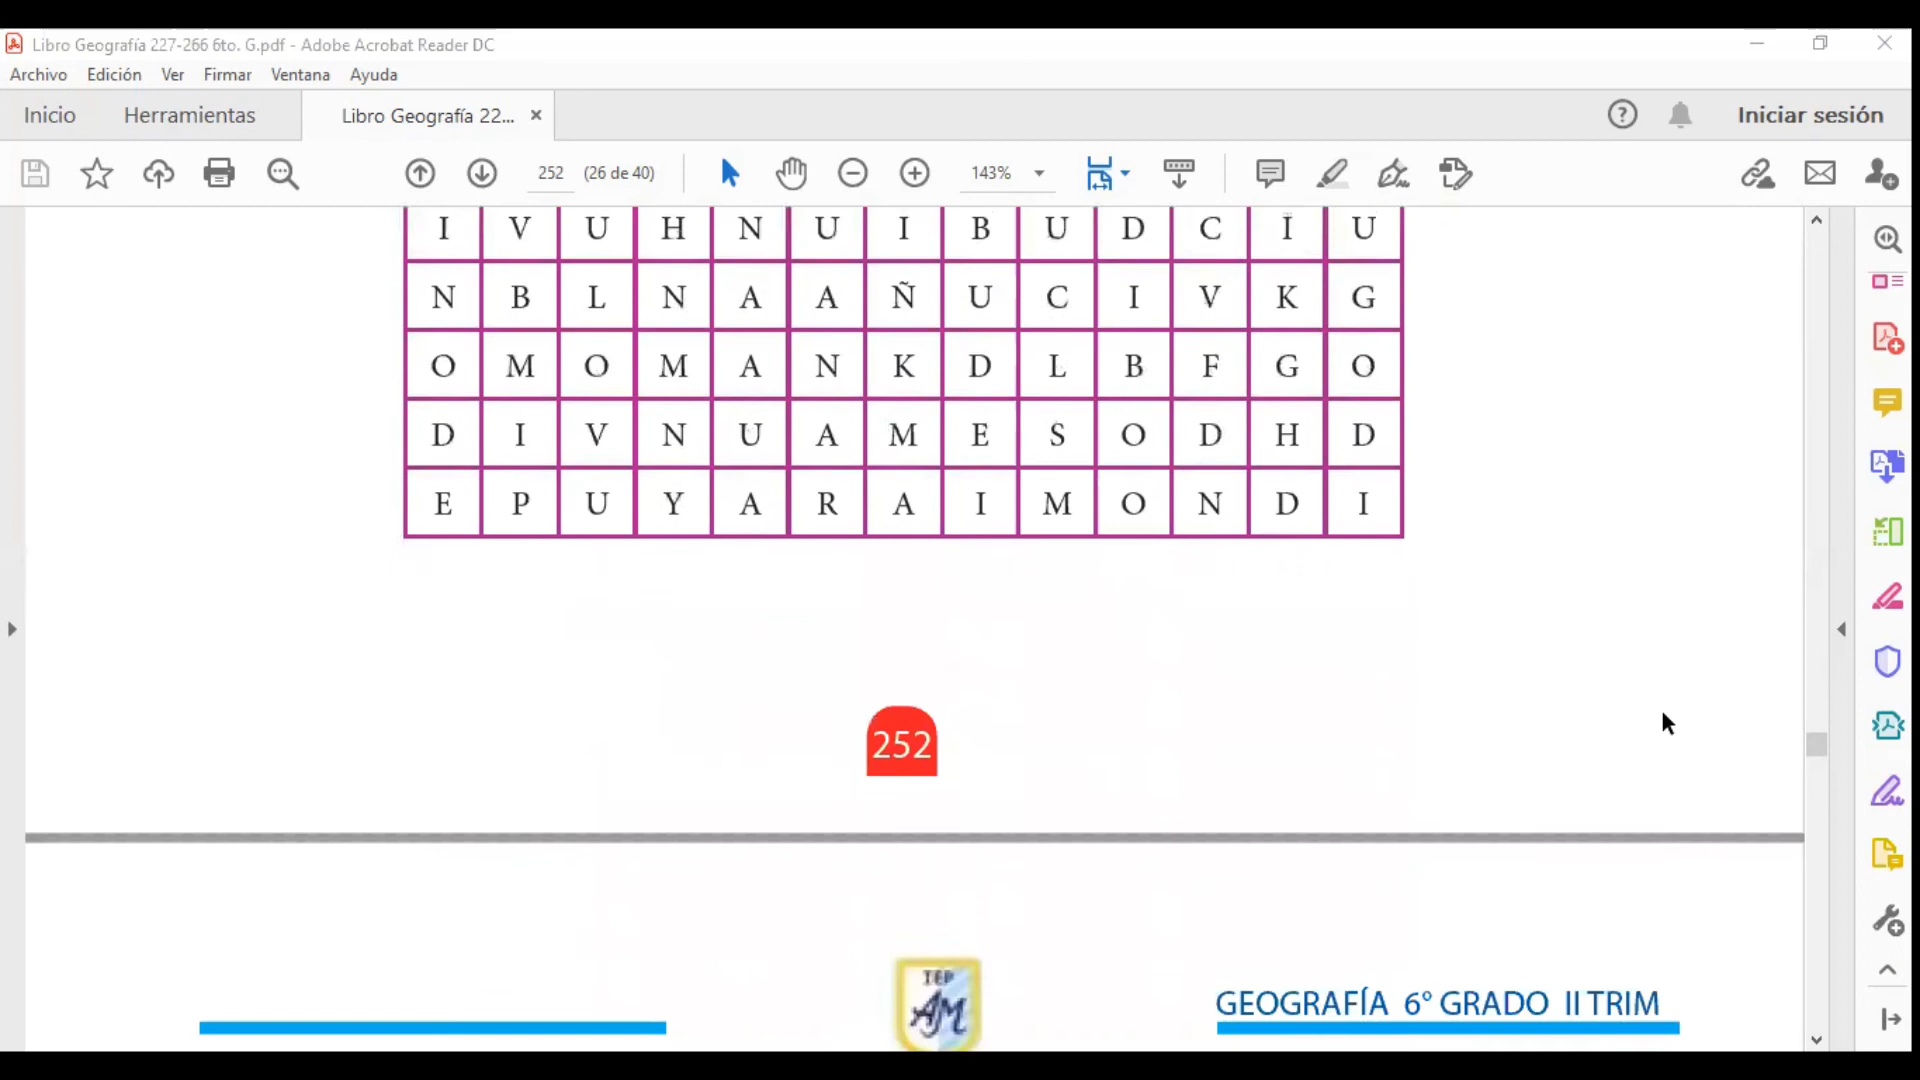 Libro Geografía 227-266 6to. G.pdf - Adobe Acrobat Reader DC
Archivo Edición Ver Firmar Ventana Ayuda
Inicio Herramientas Libro Geografía 22... × ? Iniciar sesión
252 (26 de 40) 143%
I V U H N U I B U D C I U
N B L N A A Ñ U C I V K G
O M O M A N K D L B F G O
D I V N U A M E S O D H D
E P U Y A R A I M O N D I
252
IEP
AM
GEOGRAFÍA 6° GRADO II TRIM